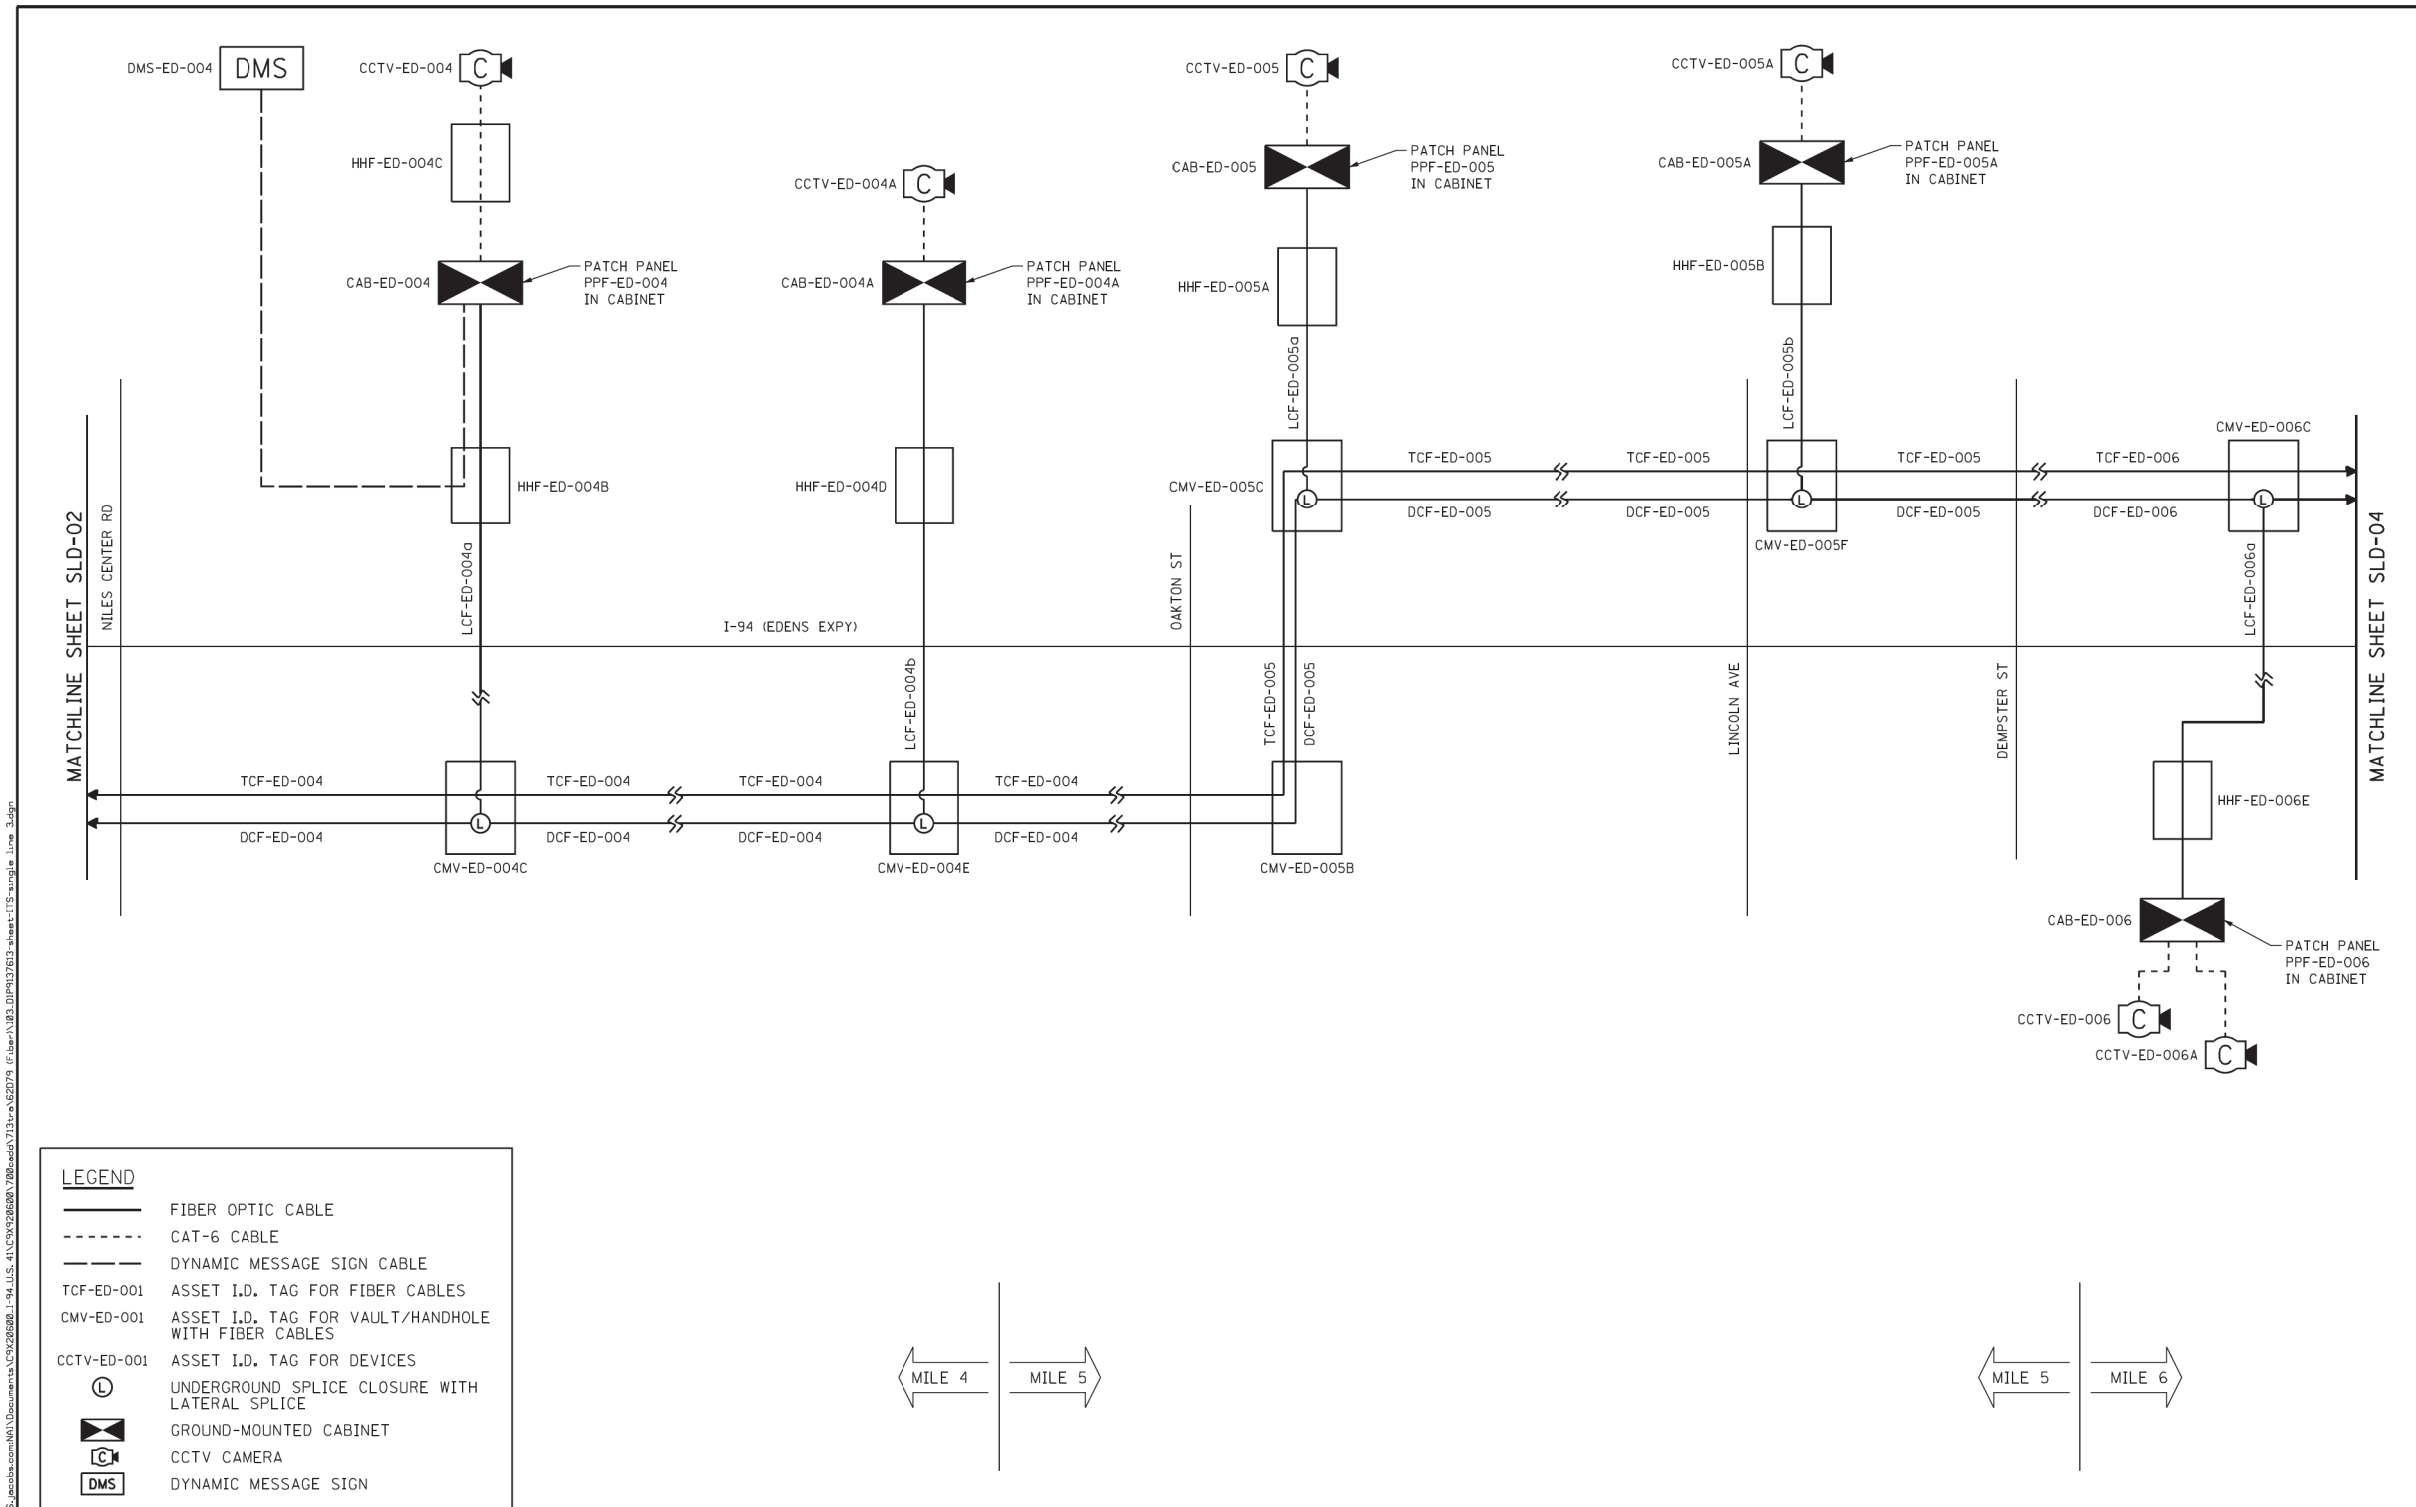 DMS-ED-004
DMS
CCTV-ED-004
C
CCTV-ED-005
C
CCTV-ED-005A
C
HHF-ED-004C
CCTV-ED-004A
C
CAB-ED-005
PATCH PANEL
PPF-ED-005
IN CABINET
CAB-ED-005A
PATCH PANEL
PPF-ED-005A
IN CABINET
CAB-ED-004
PATCH PANEL
PPF-ED-004
IN CABINET
CAB-ED-004A
PATCH PANEL
PPF-ED-004A
IN CABINET
HHF-ED-005A
HHF-ED-005B
LCF-ED-005a
LCF-ED-005b
MATCHLINE SHEET SLD-02
NILES CENTER RD
HHF-ED-004B
HHF-ED-004D
CMV-ED-005C
L
TCF-ED-005
TCF-ED-005
TCF-ED-005
TCF-ED-006
CMV-ED-006C
DCF-ED-005
DCF-ED-005
L
DCF-ED-005
DCF-ED-006
L
CMV-ED-005F
MATCHLINE SHEET SLD-04
LCF-ED-004a
OAKTON ST
LCF-ED-006a
I-94 (EDENS EXPY)
LCF-ED-004b
TCF-ED-005
DCF-ED-005
LINCOLN AVE
DEMPSTER ST
TCF-ED-004
TCF-ED-004
TCF-ED-004
TCF-ED-004
HHF-ED-006E
L
L
DCF-ED-004
DCF-ED-004
DCF-ED-004
DCF-ED-004
CMV-ED-004C
CMV-ED-004E
CMV-ED-005B
CAB-ED-006
PATCH PANEL
PPF-ED-006
IN CABINET
CCTV-ED-006
C
CCTV-ED-006A
C
LEGEND
FIBER OPTIC CABLE
CAT-6 CABLE
DYNAMIC MESSAGE SIGN CABLE
TCF-ED-001 ASSET I.D. TAG FOR FIBER CABLES
CMV-ED-001 ASSET I.D. TAG FOR VAULT/HANDHOLE
WITH FIBER CABLES
CCTV-ED-001 ASSET I.D. TAG FOR DEVICES
L UNDERGROUND SPLICE CLOSURE WITH
LATERAL SPLICE
GROUND-MOUNTED CABINET
C CCTV CAMERA
DMS DYNAMIC MESSAGE SIGN
MILE 4
MILE 5
MILE 5
MILE 6